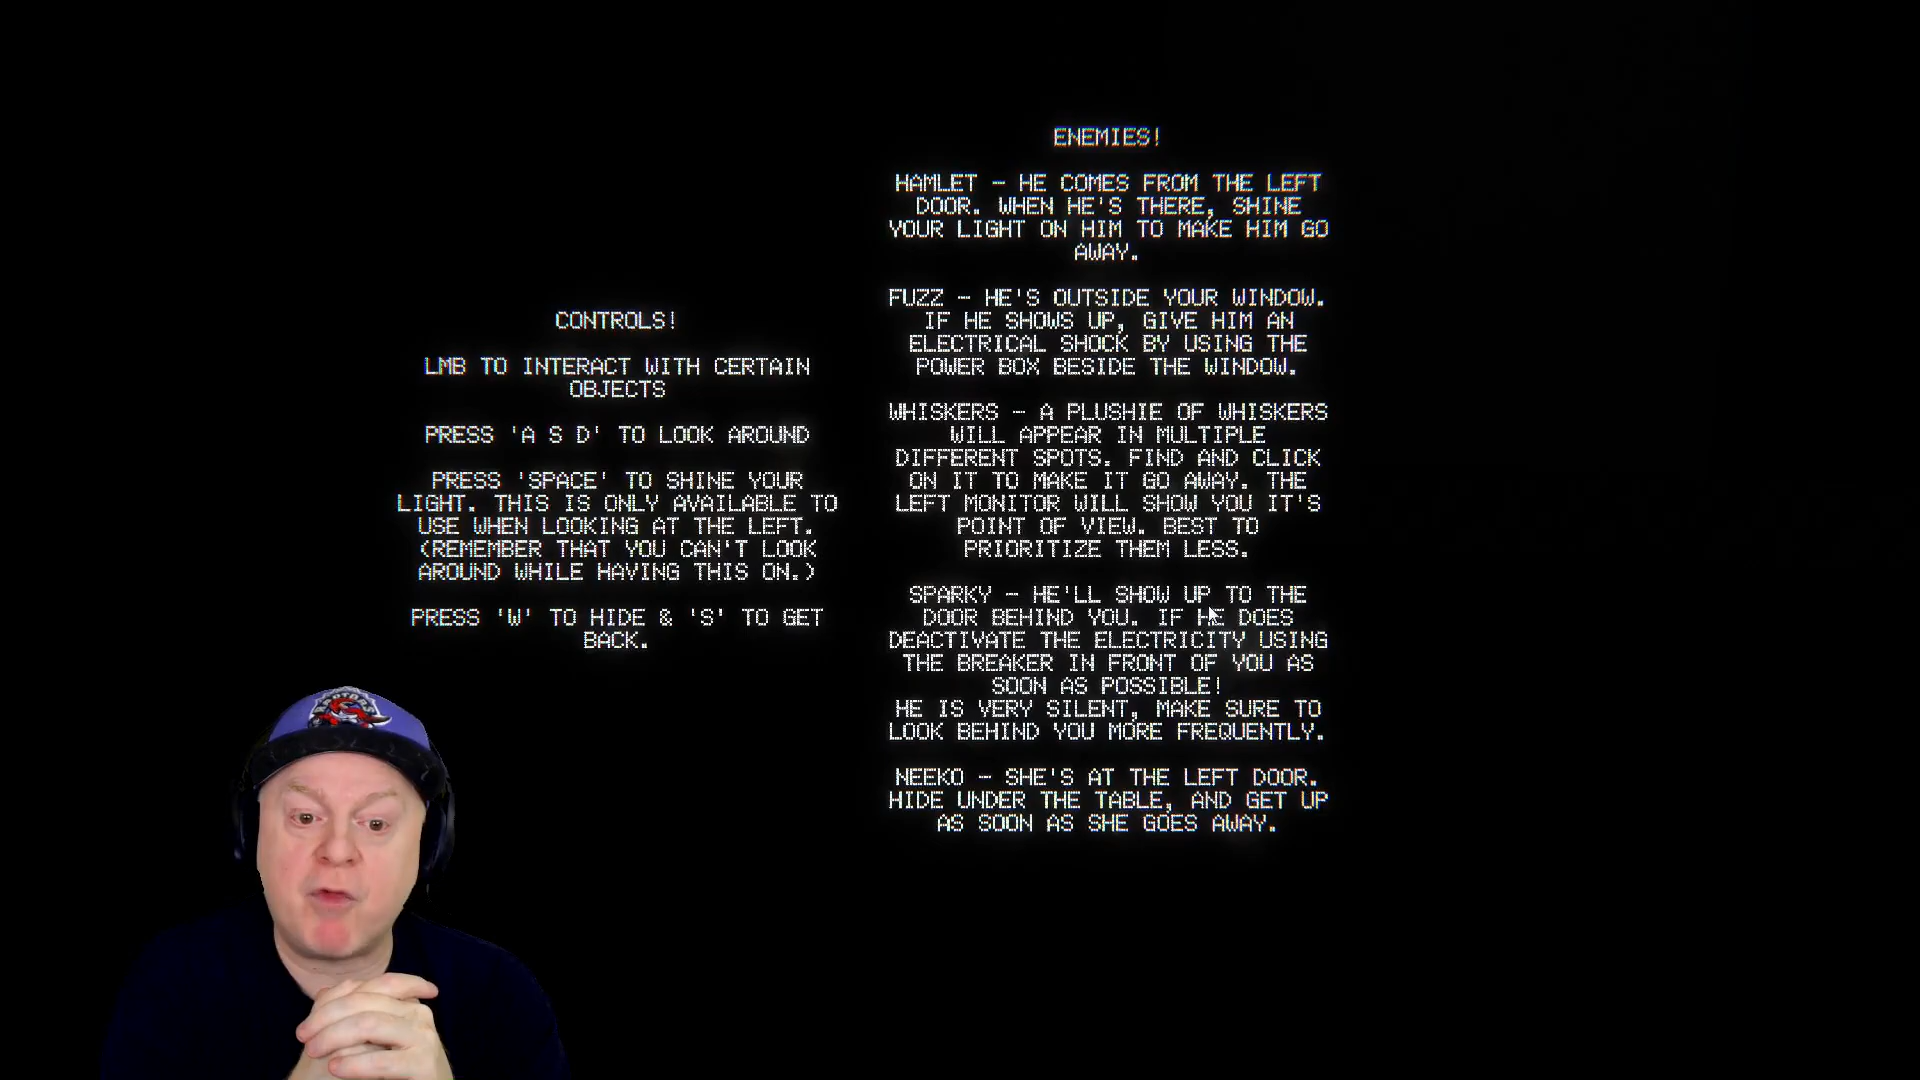 CONTROLS!
LMB TO INTERACT WITH CERTAIN
OBJECTS
PRESS 'A S D' TO LOOK AROUND
PRESS 'SPACE' TO SHINE YOUR
LIGHT. THIS IS ONLY AVAILABLE TO
USE WHEN LOOKING AT THE LEFT.
(REMEMBER THAT YOU CAN'T LOOK
AROUND WHILE HAVING THIS ON.)
PRESS 'W' TO HIDE & 'S' TO GET
BACK.
ENEMIES!
HAMLET - HE COMES FROM THE LEFT
DOOR. WHEN HE'S THERE, SHINE
YOUR LIGHT ON HIM TO MAKE HIM GO
AWAY.
FUZZ - HE'S OUTSIDE YOUR WINDOW.
IF HE SHOWS UP, GIVE HIM AN
ELECTRICAL SHOCK BY USING THE
POWER BOX BESIDE THE WINDOW.
WHISKERS - A PLUSHIE OF WHISKERS
WILL APPEAR IN MULTIPLE
DIFFERENT SPOTS. FIND AND CLICK
ON IT TO MAKE IT GO AWAY. THE
LEFT MONITOR WILL SHOW YOU IT'S
POINT OF VIEW. BEST TO
PRIORITIZE THEM LESS.
SPARKY - HE'LL SHOW UP TO THE
DOOR BEHIND YOU. IF HE DOES
DEACTIVATE THE ELECTRICITY USING
THE BREAKER IN FRONT OF YOU AS
SOON AS POSSIBLE!
HE IS VERY SILENT, MAKE SURE TO
LOOK BEHIND YOU MORE FREQUENTLY.
NEEKO - SHE'S AT THE LEFT DOOR.
HIDE UNDER THE TABLE, AND GET UP
AS SOON AS SHE GOES AWAY.
RAPTORS